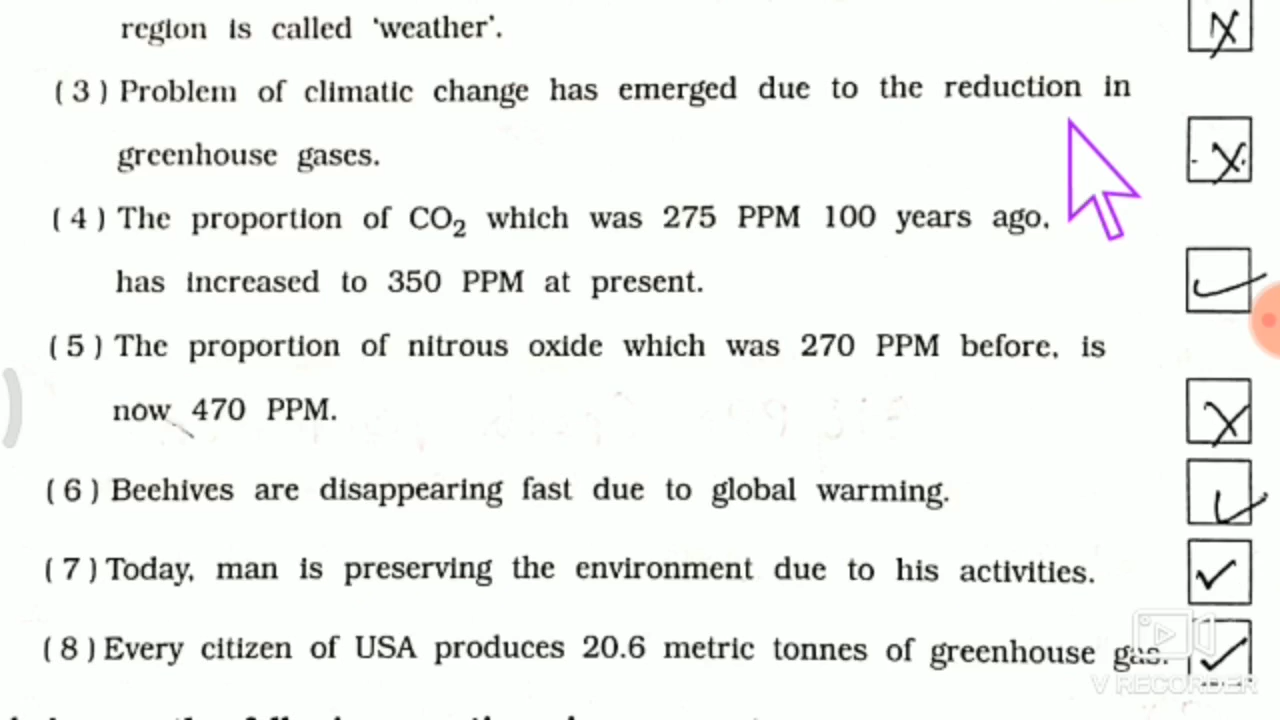 region is called 'weather'.
( 3 ) Problem of climatic change has emerged due to the reduction in
greenhouse gases.
( 4 ) The proportion of CO₂ which was 275 PPM 100 years ago,
has increased to 350 PPM at present.
( 5 ) The proportion of nitrous oxide which was 270 PPM before, is
now 470 PPM.
( 6 ) Beehives are disappearing fast due to global warming.
( 7 ) Today, man is preserving the environment due to his activities.
( 8 ) Every citizen of USA produces 20.6 metric tonnes of greenhouse gas.
V RECORDER